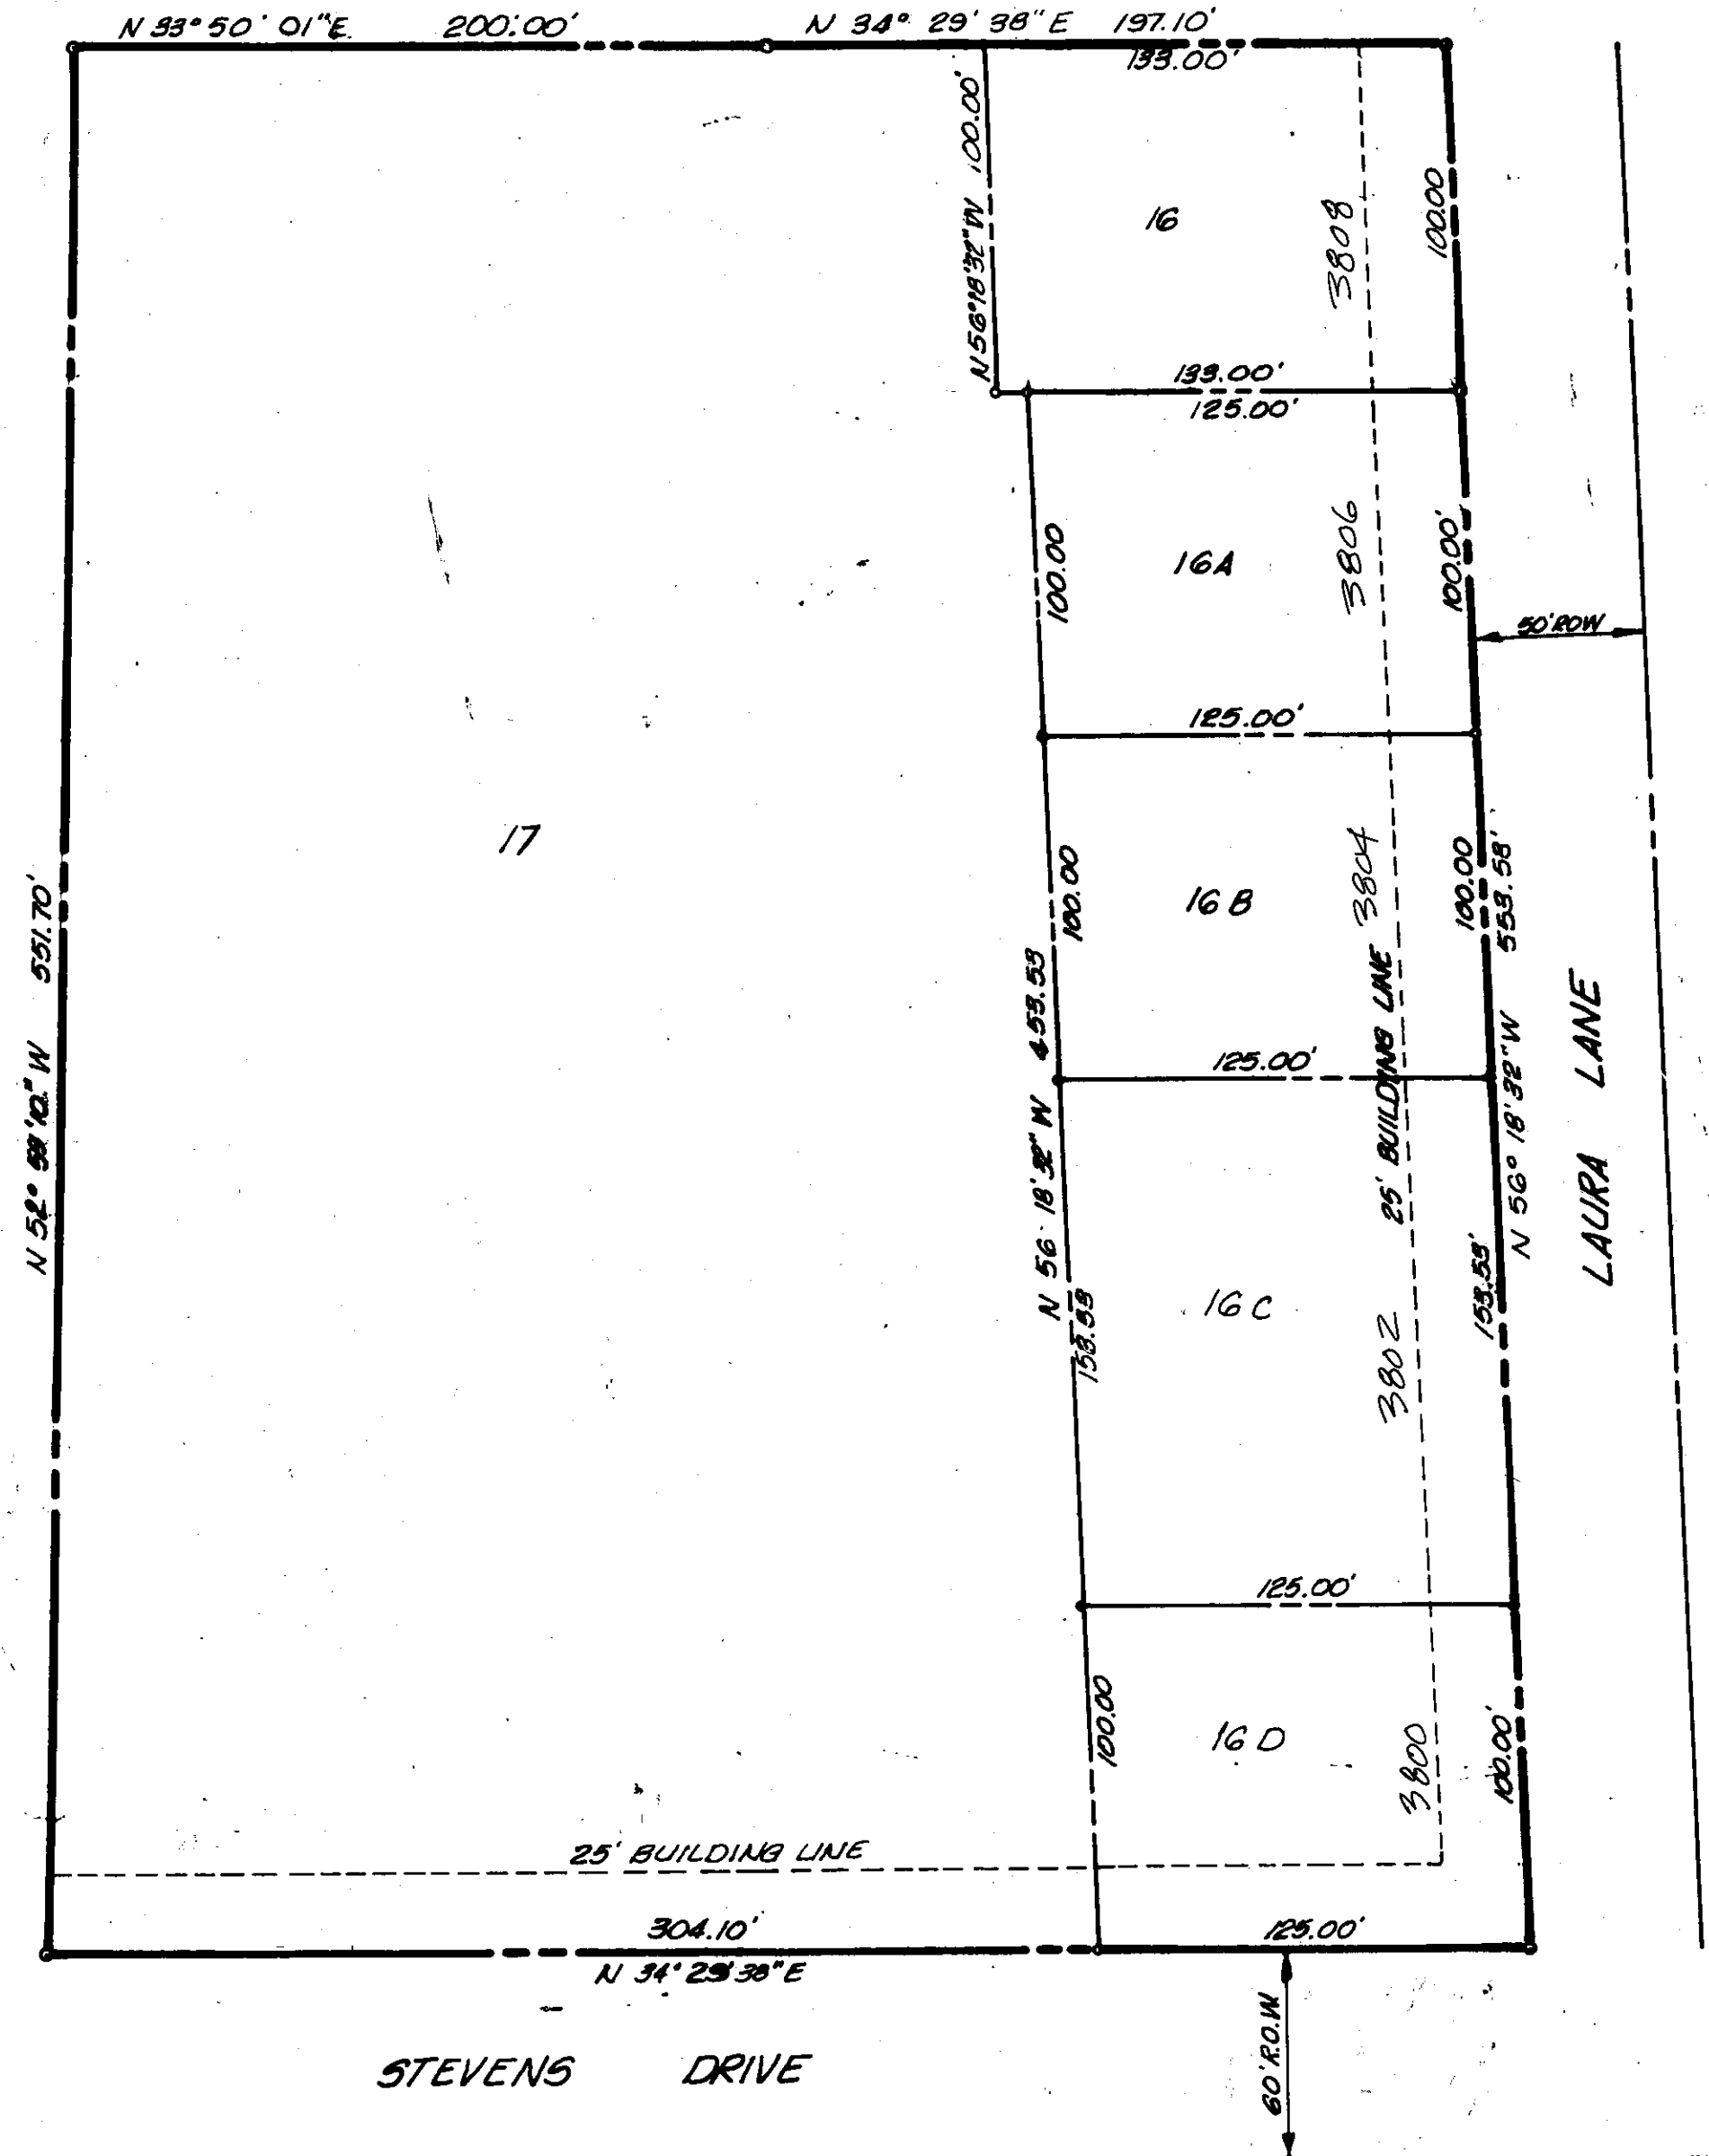 N 33° 50' 01" E. 200.00'
N 34° 29' 38" E 197.10'
133.00'
N 56° 18' 32" W 100.00'
16
3808
100.00
133.00'
125.00'
100.00
16A
3806
100.00'
50' ROW
125.00'
17
100.00
16 B
3804
100.00
N 56° 18' 32" W 553.58'
N 52° 10" W 551.70'
N 56 18' 32" W 453.53
25' BUILDING LINE
125.00'
LAURA LANE
153.53
16 C
3802
153.53'
125.00'
100.00
16 D
3800
100.00'
25' BUILDING LINE
304.10'
125.00'
N 34° 29' 38" E
60' R.O.W.
STEVENS DRIVE